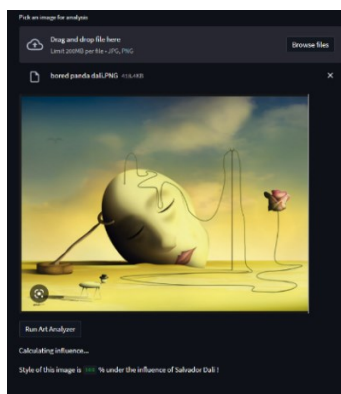 Pick an image for analysis
Drag and drop file here
Limit 200MB per file • JPG, PNG
Browse files
bored panda dali.PNG 418.4KB
Run Art Analyzer
Calculating influence...
Style of this image is % under the influence of Salvador Dali !